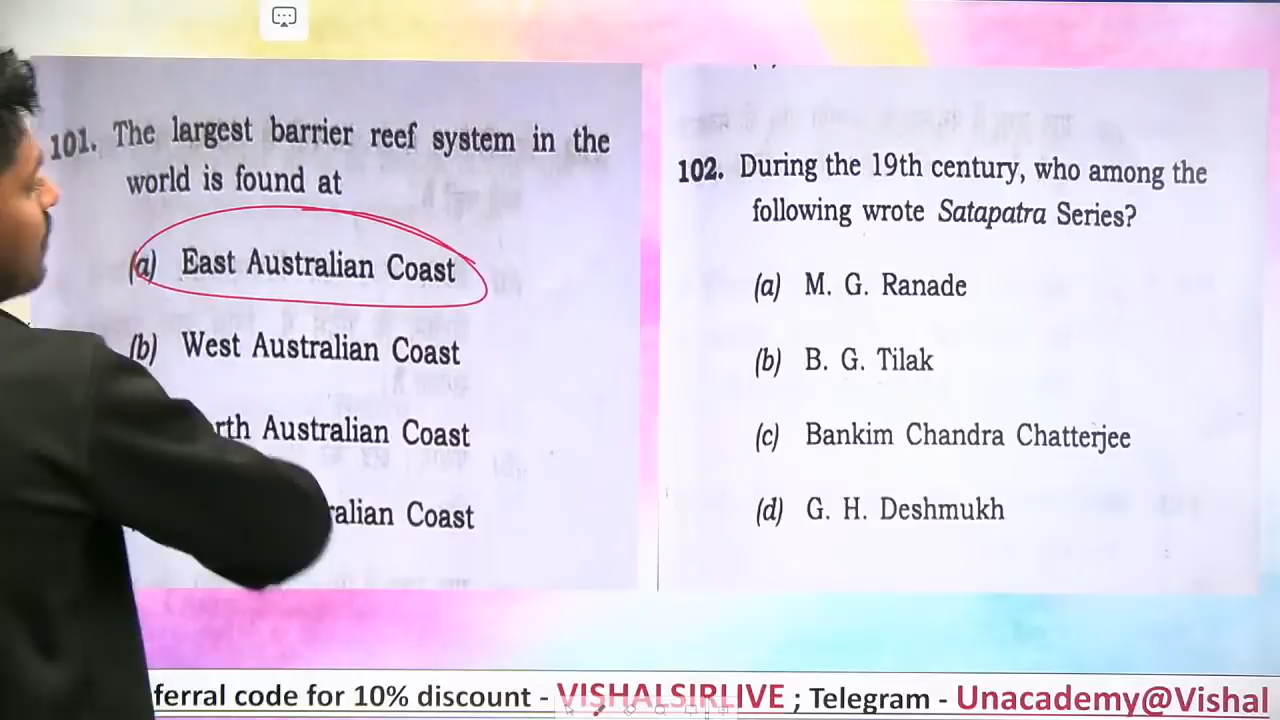 101. The largest barrier reef system in the
world is found at
(a) East Australian Coast
(b) West Australian Coast
rth Australian Coast
ralian Coast
102. During the 19th century, who among the
following wrote Satapatra Series?
(a) M. G. Ranade
(b) B. G. Tilak
(c) Bankim Chandra Chatterjee
(d) G. H. Deshmukh
ferral code for 10% discount - VISHALSIRLIVE ; Telegram - Unacademy@Vishal